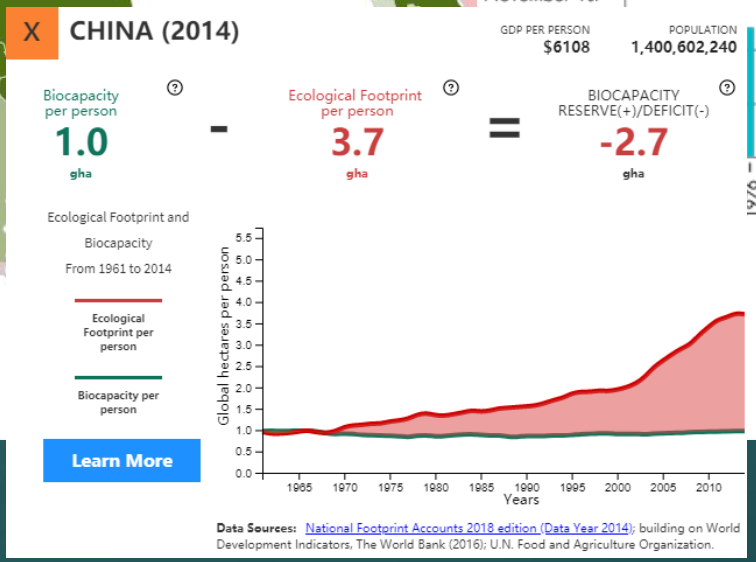 X
CHINA (2014)
GDP PER PERSON
$6108
POPULATION
1,400,602,240
Biocapacity
per person
?
1.0
gha
-
Ecological Footprint
per person
?
3.7
gha
=
BIOCAPACITY
RESERVE(+)/DEFICIT(-)
?
-2.7
gha
Ecological Footprint and
Biocapacity
From 1961 to 2014
Ecological
Footprint per
person
Biocapacity per
person
Learn More
Global hectares per person
5.5
5.0
4.5
4.0
3.5
3.0
2.5
2.0
1.5
1.0
0.5
0.0
1965 1970 1975 1980 1985 1990 1995 2000 2005 2010
Years
Data Sources: National Footprint Accounts 2018 edition (Data Year 2014); building on World
Development Indicators, The World Bank (2016); U.N. Food and Agriculture Organization.